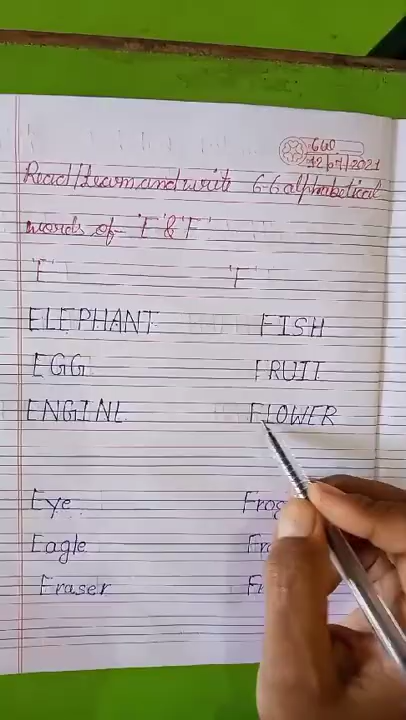 G.W.
12/07/2021
Read/Learn and write 6-6 alphabetical
words of- 'E' & 'F'
'E' 'F'
ELEPHANT FISH
EGG FRUIT
ENGINE FLOWER
Eye Frog
Eagle
Eraser